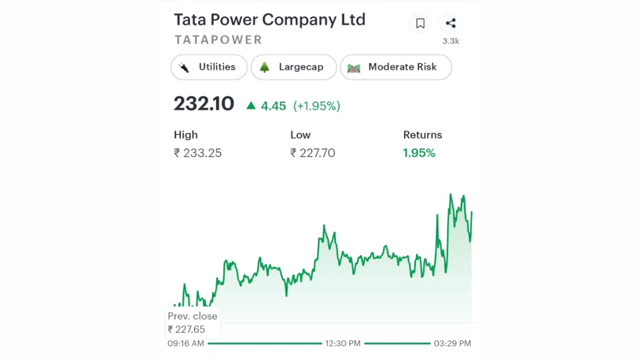 Tata Power Company Ltd
TATAPOWER
3.3k
Utilities Largecap Moderate Risk
232.10 ▲ 4.45 (+1.95%)
High Low Returns
₹ 233.25 ₹ 227.70 1.95%
Prev. close
₹ 227.65
09:16 AM 12:30 PM 03:29 PM